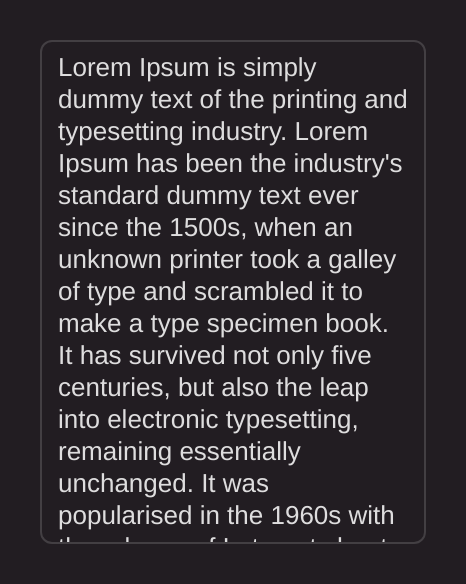 Lorem Ipsum is simply
dummy text of the printing and
typesetting industry. Lorem
Ipsum has been the industry's
standard dummy text ever
since the 1500s, when an
unknown printer took a galley
of type and scrambled it to
make a type specimen book.
It has survived not only five
centuries, but also the leap
into electronic typesetting,
remaining essentially
unchanged. It was
popularised in the 1960s with